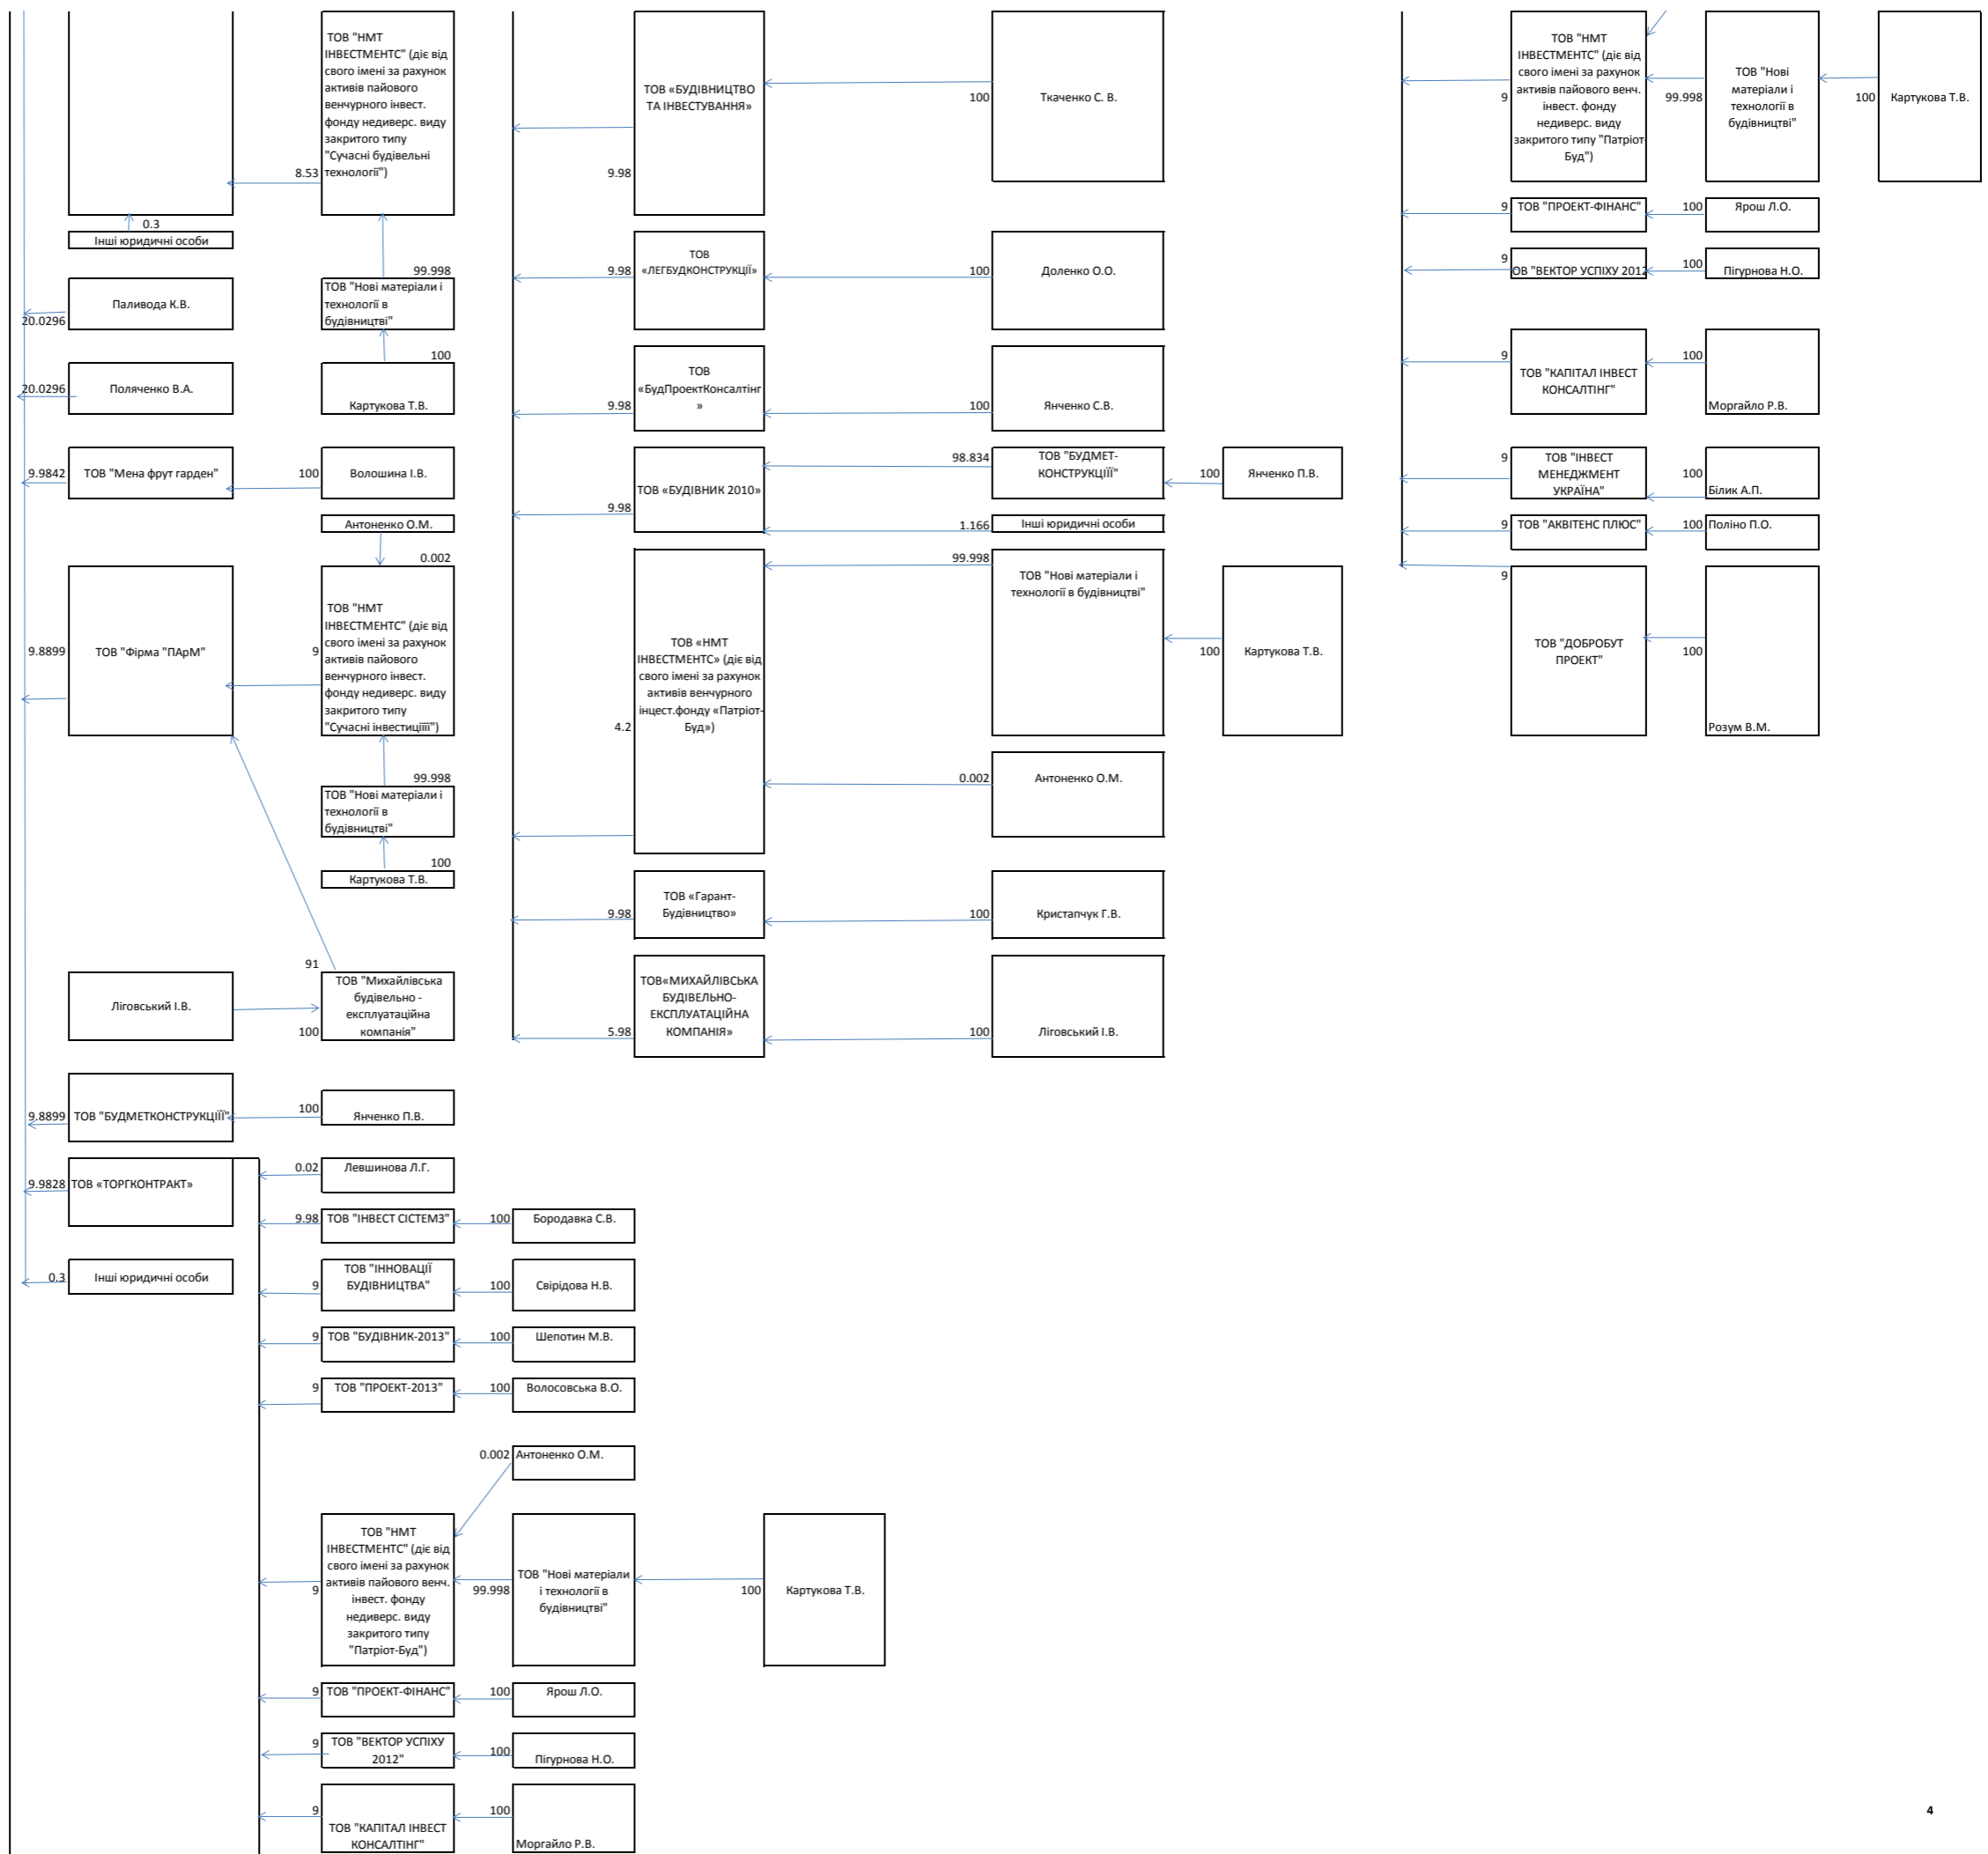 ТОВ "НМТ
ІНВЕСТМЕНТС" (діє від
свого імені за рахунок
активів пайового
венчурного інвест.
фонду недиверс. виду
закритого типу
"Сучасні будівельні
технології")
8.53
0.3
Інші юридичні особи
99.998
ТОВ "Нові матеріали і
технології в
будівництві"
Паливода К.В.
20.0296
100
20.0296
Поляченко В.А.
Картукова Т.В.
9.9842
ТОВ "Мена фрут гарден"
100
Волошина І.В.
Антоненко О.М.
0.002
ТОВ "НМТ
ІНВЕСТМЕНТС" (діє від
свого імені за рахунок
активів пайового
венчурного інвест.
фонду недиверс. виду
закритого типу
"Сучасні інвестиціїїї")
9.8899
ТОВ "Фірма "ПАрМ"
9
99.998
ТОВ "Нові матеріали і
технології в
будівництві"
100
Картукова Т.В.
91
Ліговський І.В.
100
ТОВ "Михайлівська
будівельно -
експлуатаційна
компанія"
9.8899
ТОВ "БУДМЕТКОНСТРУКЦІЇЇ"
100
Янченко П.В.
9.9828
ТОВ «ТОРГКОНТРАКТ»
0.02
Левшинова Л.Г.
9.98
ТОВ "ІНВЕСТ СІСТЕМЗ"
100
Бородавка С.В.
0.3
Інші юридичні особи
9
ТОВ "ІННОВАЦІЇ
БУДІВНИЦТВА"
100
Свірідова Н.В.
9
ТОВ "БУДІВНИК-2013"
100
Шепотин М.В.
9
ТОВ "ПРОЕКТ-2013"
100
Волосовська В.О.
0.002
Антоненко О.М.
9
ТОВ "НМТ
ІНВЕСТМЕНТС" (діє від
свого імені за рахунок
активів пайового венч.
інвест. фонду
недиверс. виду
закритого типу
"Патріот-Буд")
99.998
ТОВ "Нові матеріали
і технології в
будівництві"
100
Картукова Т.В.
9
ТОВ "ПРОЕКТ-ФІНАНС"
100
Ярош Л.О.
9
ТОВ "ВЕКТОР УСПІХУ
2012"
100
Пігурнова Н.О.
9
ТОВ "КАПІТАЛ ІНВЕСТ
КОНСАЛТІНГ"
100
Моргайло Р.В.
9.98
ТОВ «БУДІВНИЦТВО
ТА ІНВЕСТУВАННЯ»
100
Ткаченко С. В.
9.98
ТОВ
«ЛЕГБУДКОНСТРУКЦІЇ»
100
Доленко О.О.
9.98
ТОВ
«БудПроектКонсалтінг
»
100
Янченко С.В.
9.98
ТОВ «БУДІВНИК 2010»
98.834
ТОВ "БУДМЕТ-
КОНСТРУКЦІЇЇ"
100
Янченко П.В.
1.166
Інші юридичні особи
4.2
ТОВ «НМТ
ІНВЕСТМЕНТС» (діє від
свого імені за рахунок
активів венчурного
інцест.фонду «Патріот-
Буд»)
99.998
ТОВ "Нові матеріали і
технології в будівництві"
100
Картукова Т.В.
0.002
Антоненко О.М.
9.98
ТОВ «Гарант-
Будівництво»
100
Кристапчук Г.В.
5.98
ТОВ«МИХАЙЛІВСЬКА
БУДІВЕЛЬНО-
ЕКСПЛУАТАЦІЙНА
КОМПАНІЯ»
100
Ліговський І.В.
9
ТОВ "НМТ
ІНВЕСТМЕНТС" (діє від
свого імені за рахунок
активів пайового венч.
інвест. фонду
недиверс. виду
закритого типу "Патріот-
Буд")
99.998
ТОВ "Нові
матеріали і
технології в
будівництві"
100
Картукова Т.В.
9
ТОВ "ПРОЕКТ-ФІНАНС"
100
Ярош Л.О.
9
ОВ "ВЕКТОР УСПІХУ 2012
100
Пігурнова Н.О.
9
ТОВ "КАПІТАЛ ІНВЕСТ
КОНСАЛТІНГ"
100
Моргайло Р.В.
9
ТОВ "ІНВЕСТ
МЕНЕДЖМЕНТ
УКРАЇНА"
100
Білик А.П.
9
ТОВ "АКВІТЕНС ПЛЮС"
100
Поліно П.О.
9
ТОВ "ДОБРОБУТ
ПРОЕКТ"
100
Розум В.М.
4